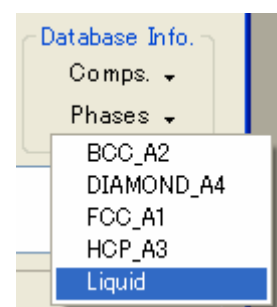 Database Info.
Comps.
Phases
BCC_A2
DIAMOND_A4
FCC_A1
HCP_A3
Liquid